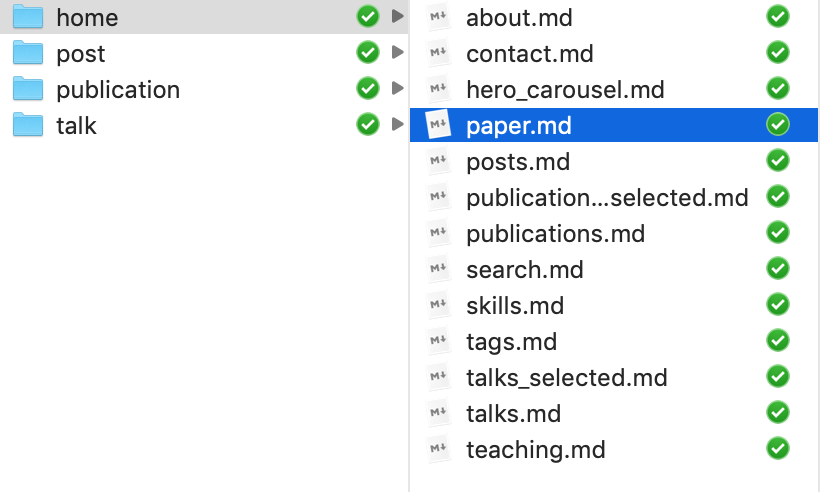 home
post
publication
talk
about.md
contact.md
hero_carousel.md
paper.md
posts.md
publication...selected.md
publications.md
search.md
skills.md
tags.md
talks_selected.md
talks.md
teaching.md